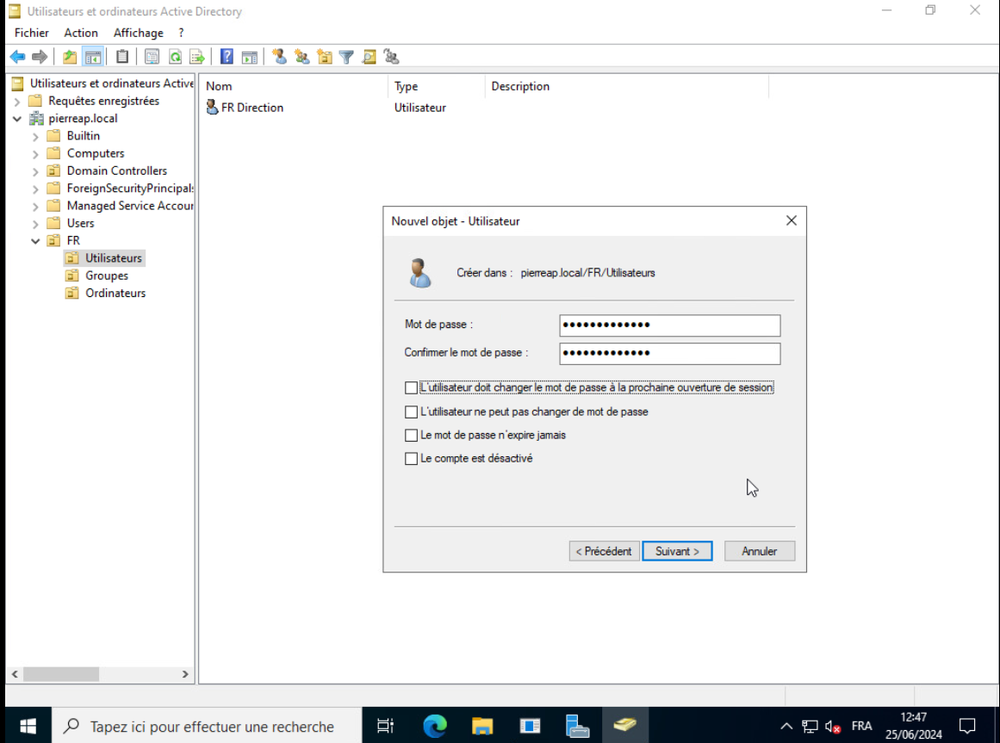 Utilisateurs et ordinateurs Active Directory
Fichier Action Affichage ?
Utilisateurs et ordinateurs Active
Requêtes enregistrées
pierreap.local
Builtin
Computers
Domain Controllers
ForeignSecurityPrincipals
Managed Service Accour
Users
FR
Utilisateurs
Groupes
Ordinateurs
Nom Type Description
FR Direction Utilisateur
Nouvel objet - Utilisateur
Créer dans : pierreap.local/FR/Utilisateurs
Mot de passe : •••••••••••••
Confirmer le mot de passe : •••••••••••••
L'utilisateur doit changer le mot de passe à la prochaine ouverture de session
L'utilisateur ne peut pas changer de mot de passe
Le mot de passe n'expire jamais
Le compte est désactivé
< Précédent Suivant > Annuler
Tapez ici pour effectuer une recherche
FRA
12:47
25/06/2024